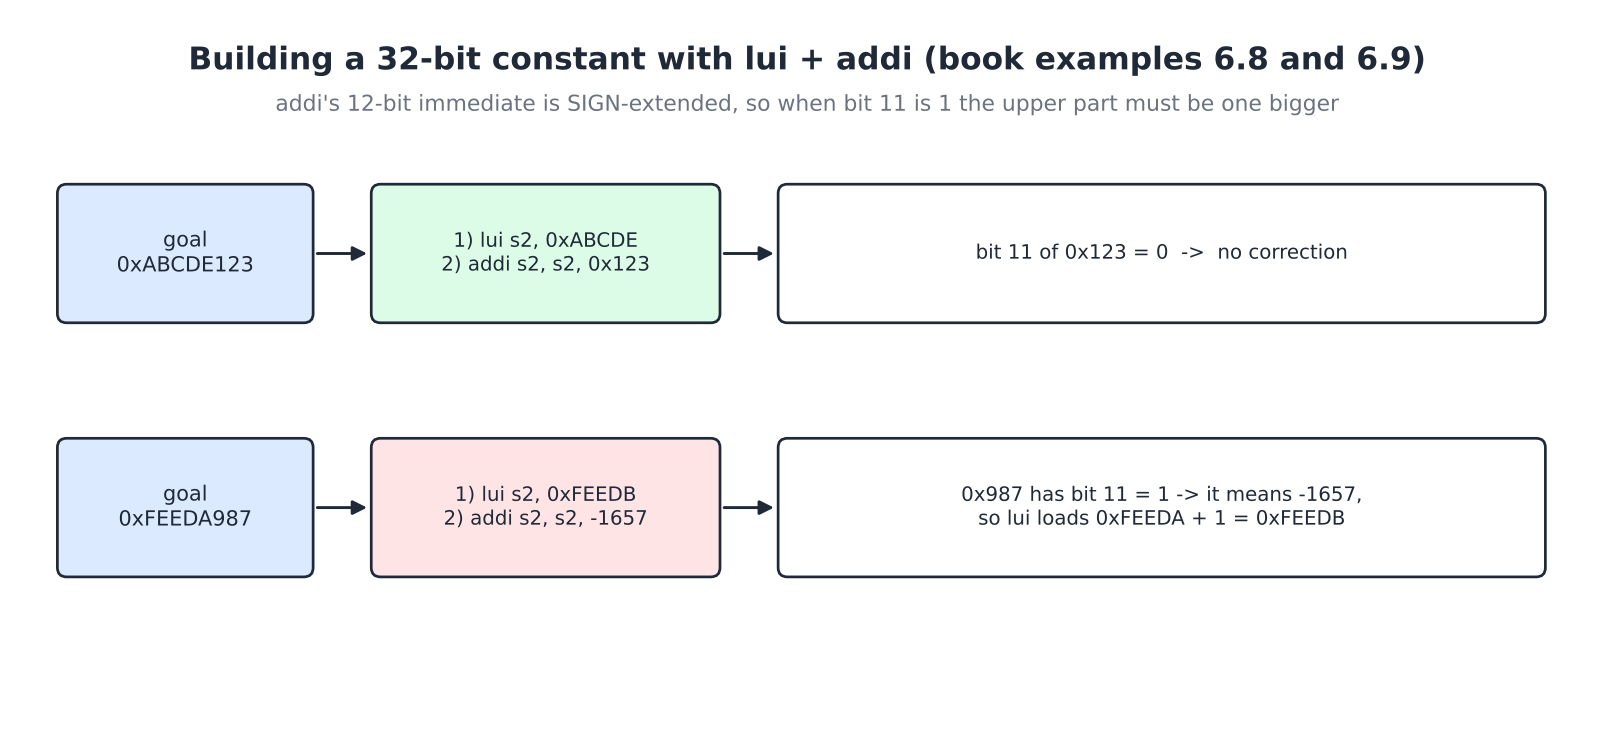 Building a 32-bit constant with lui + addi (book examples 6.8 and 6.9)
addi's 12-bit immediate is SIGN-extended, so when bit 11 is 1 the upper part must be one bigger
goal
0xABCDE123
1) lui s2, 0xABCDE
2) addi s2, s2, 0x123
bit 11 of 0x123 = 0  ->  no correction
goal
0xFEEDA987
1) lui s2, 0xFEEDB
2) addi s2, s2, -1657
0x987 has bit 11 = 1 -> it means -1657,
so lui loads 0xFEEDA + 1 = 0xFEEDB